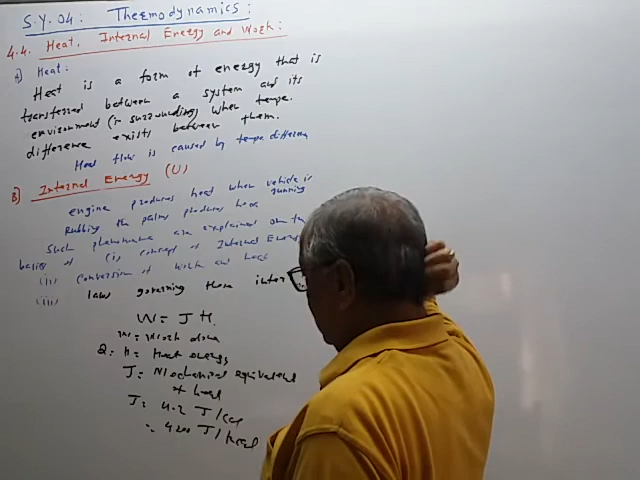 S.Y. 04: Thermodynamics:
4.4. Heat, Internal Energy and Work:
A) Heat:
Heat is a form of energy that is
transferred between a system and its
environment (or surrounding) when tempe.
difference exists between them.
Heat flow is caused by tempe. difference
B) Internal Energy (U)
engine produces heat when vehicle is running
Rubbing the palms produces heat
Such phenomena are explained on the
basis of (i) concept of Internal Energy
(ii) conversion of work and heat
(iii) laws governing these inter
W = J H.
W = Work done
Q = H = Heat energy
J = Mechanical equivalent
of heat
J = 4.2 J/cal
= 4200 J/kcal